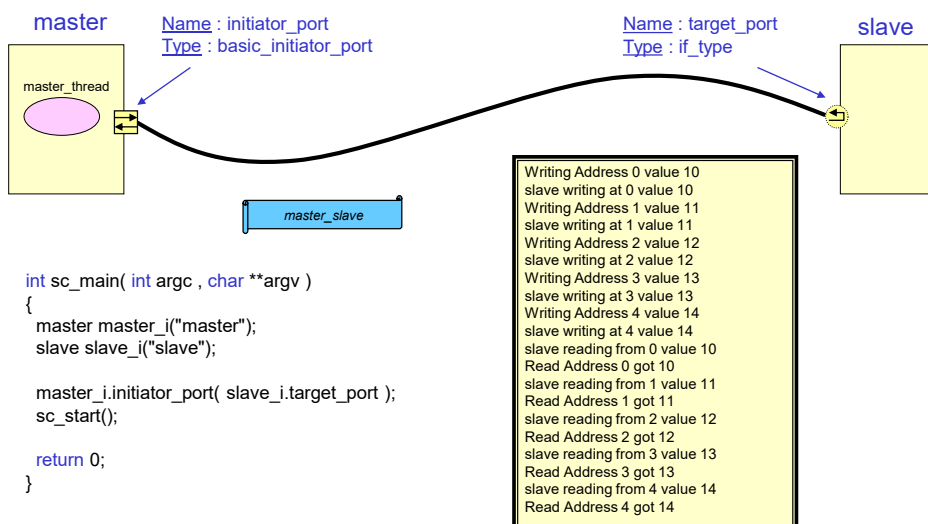 master
Name : initiator_port
Type : basic_initiator_port
Name : target_port
Type : if_type
slave
master_thread
master_slave
int sc_main( int argc , char **argv )
{
master master_i("master");
slave slave_i("slave");
master_i.initiator_port( slave_i.target_port );
sc_start();
return 0;
}
Writing Address 0 value 10
slave writing at 0 value 10
Writing Address 1 value 11
slave writing at 1 value 11
Writing Address 2 value 12
slave writing at 2 value 12
Writing Address 3 value 13
slave writing at 3 value 13
Writing Address 4 value 14
slave writing at 4 value 14
slave reading from 0 value 10
Read Address 0 got 10
slave reading from 1 value 11
Read Address 1 got 11
slave reading from 2 value 12
Read Address 2 got 12
slave reading from 3 value 13
Read Address 3 got 13
slave reading from 4 value 14
Read Address 4 got 14